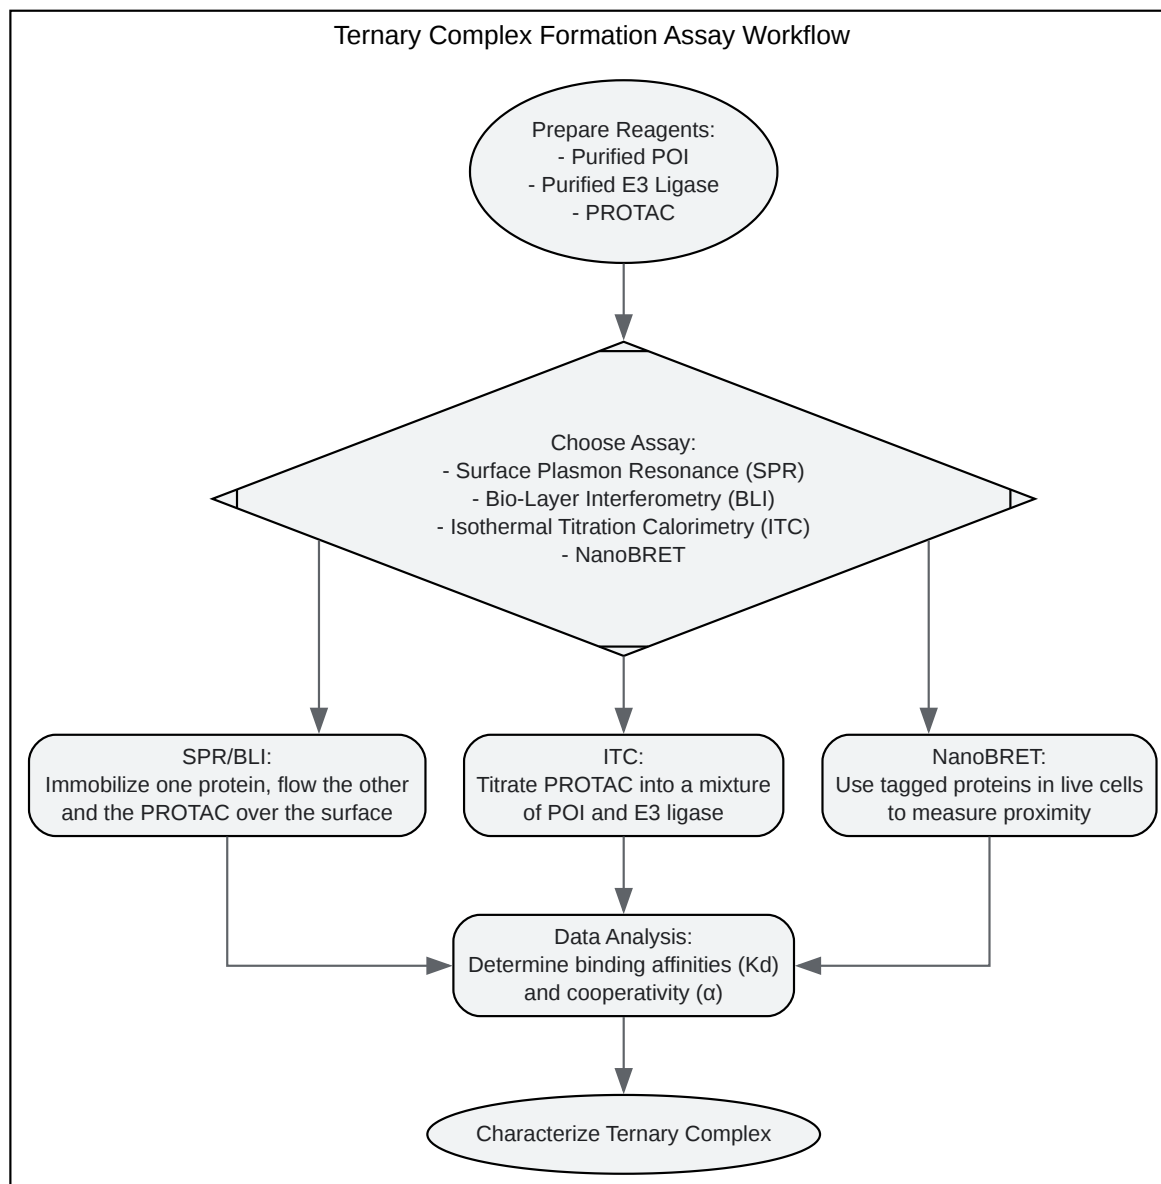 Ternary Complex Formation Assay Workflow
Prepare Reagents:
- Purified POI
- Purified E3 Ligase
- PROTAC
Choose Assay:
- Surface Plasmon Resonance (SPR)
- Bio-Layer Interferometry (BLI)
- Isothermal Titration Calorimetry (ITC)
- NanoBRET
SPR/BLI:
Immobilize one protein, flow the other
and the PROTAC over the surface
ITC:
Titrate PROTAC into a mixture
of POI and E3 ligase
NanoBRET:
Use tagged proteins in live cells
to measure proximity
Data Analysis:
Determine binding affinities (Kd)
and cooperativity (α)
Characterize Ternary Complex